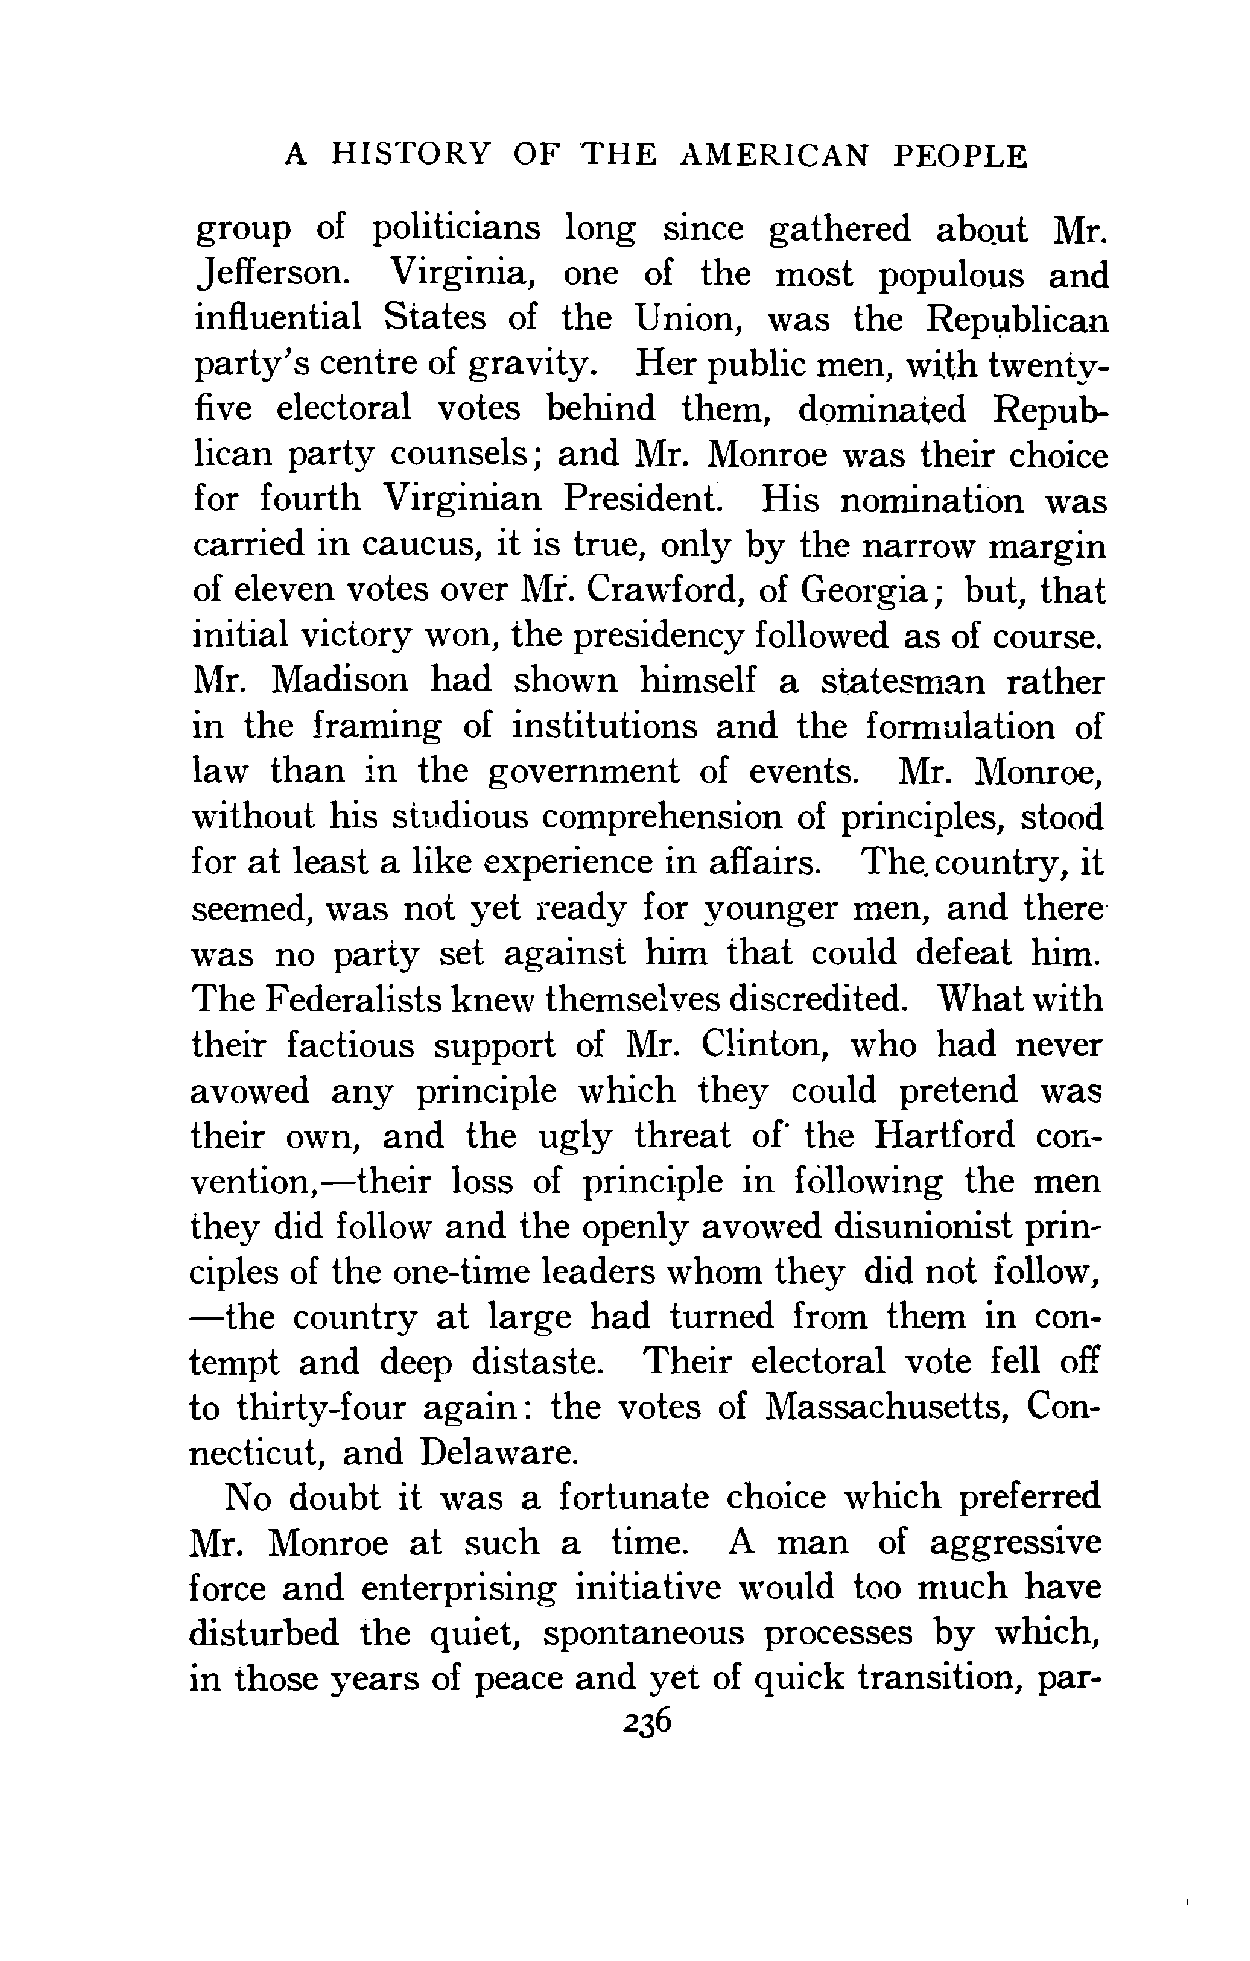 A HISTORY OF THE AMERICAN PEOPLE
group of politicians long since gathered about Mr.
Jefferson. Virginia, one of the most populous and
influential States of the Union, was the Republican
party's centre of gravity. Her public men, with twenty-
five electoral votes behind them, dominated Repub-
lican party counsels; and Mr. Monroe was their choice
for fourth Virginian President. His nomination was
carried in caucus, it is true, only by the narrow margin
of eleven votes over Mr. Crawford, of Georgia; but, that
initial victory won, the presidency followed as of course.
Mr. Madison had shown himself a statesman rather
in the framing of institutions and the formulation of
law than in the government of events. Mr. Monroe,
without his studious comprehension of principles, stood
for at least a like experience in affairs. The country, it
seemed, was not yet ready for younger men, and there
was no party set against him that could defeat him.
The Federalists knew themselves discredited. What with
their factious support of Mr. Clinton, who had never
avowed any principle which they could pretend was
their own, and the ugly threat of the Hartford con-
vention,—their loss of principle in following the men
they did follow and the openly avowed disunionist prin-
ciples of the one-time leaders whom they did not follow,
—the country at large had turned from them in con-
tempt and deep distaste. Their electoral vote fell off
to thirty-four again: the votes of Massachusetts, Con-
necticut, and Delaware.
No doubt it was a fortunate choice which preferred
Mr. Monroe at such a time. A man of aggressive
force and enterprising initiative would too much have
disturbed the quiet, spontaneous processes by which,
in those years of peace and yet of quick transition, par-
236